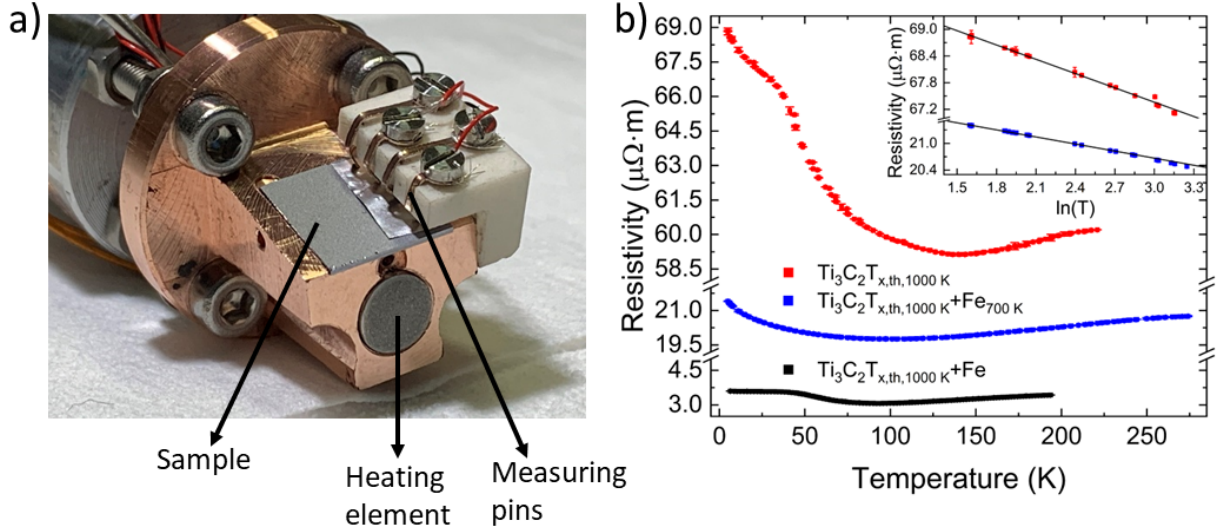 a)
Sample
Heating
element
Measuring
pins
b)
Resistivity (μΩ·m)
69.0
67.5
66.0
64.5
63.0
61.5
60.0
58.5
21.0
19.5
4.5
3.0
0 50 100 150 200 250
Temperature (K)
Ti₃C₂Tₓ,th,1000 K
Ti₃C₂Tₓ,th,1000 K+Fe700 K
Ti₃C₂Tₓ,th,1000 K+Fe
Resistivity (μΩ·m)
69.0
68.4
67.8
67.2
21.0
20.4
1.5 1.8 2.1 2.4 2.7 3.0 3.3
ln(T)